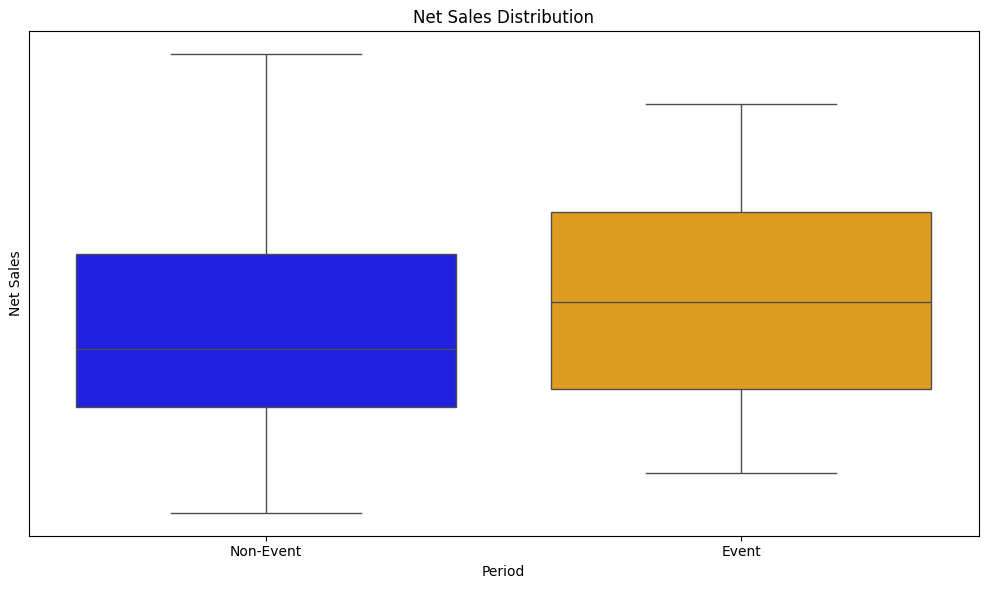 Net Sales Distribution
Net Sales
Non-Event
Event
Period